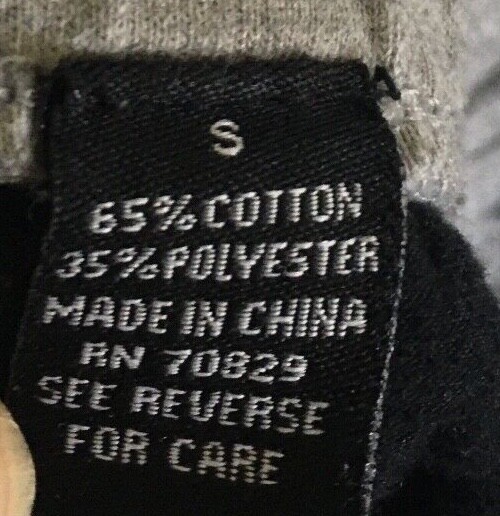 S
65% COTTON
35% POLYESTER
MADE IN CHINA
RN 70829
SEE REVERSE
FOR CARE